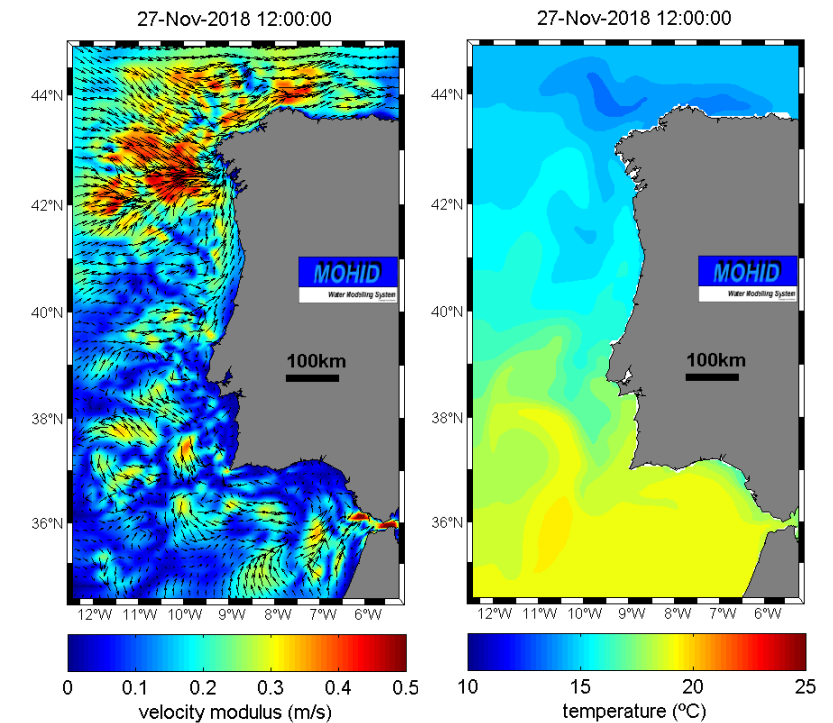 27-Nov-2018 12:00:00
27-Nov-2018 12:00:00
44°N
42°N
40°N
38°N
36°N
12°W 11°W 10°W 9°W 8°W 7°W 6°W
MOHID
Water Modelling System
100km
44°N
42°N
40°N
38°N
36°N
12°W 11°W 10°W 9°W 8°W 7°W 6°W
MOHID
Water Modelling System
100km
0 0.1 0.2 0.3 0.4 0.5
velocity modulus (m/s)
10 15 20 25
temperature (ºC)